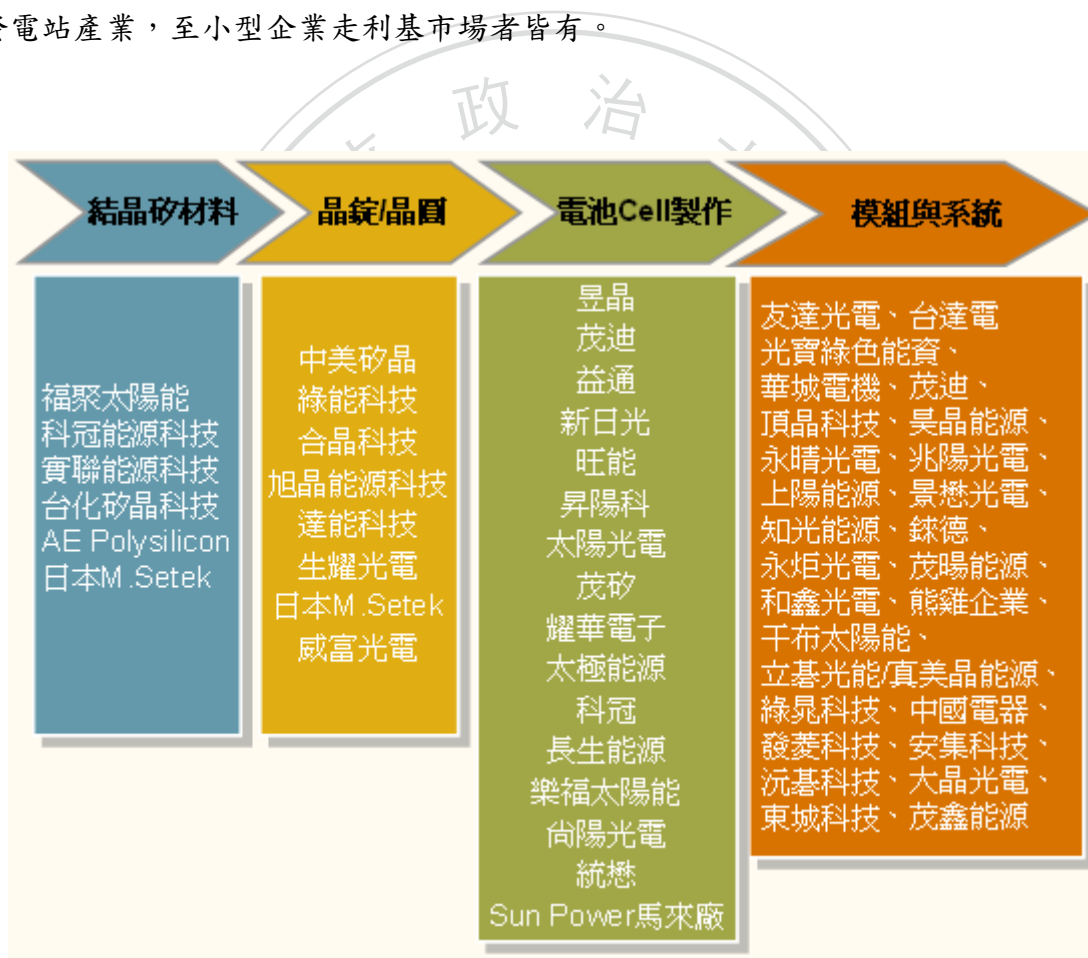 電站產業，至小型企業走利基市場者皆有。
政 治
結晶矽材料
晶錠/晶圓
電池Cell製作
模組與系統
福聚太陽能
科冠能源科技
寶聯能源科技
台化矽晶科技
AE Polysilicon
日本M.Setek
中美矽晶
綠能科技
合晶科技
旭晶能源科技
達能科技
生耀光電
日本M.Setek
威富光電
昱晶
茂迪
益通
新日光
旺能
昇陽科
太陽光電
茂矽
耀華電子
太極能源
科冠
長生能源
樂福太陽能
尚陽光電
統懋
Sun Power馬來廠
友達光電、台達電
光寶綠色能資、
華城電機、茂迪、
頂晶科技、昊晶能源、
永晴光電、兆陽光電、
上陽能源、景懋光電、
知光能源、錸德、
永炬光電、茂暘能源、
和鑫光電、熊雞企業、
干布太陽能、
立碁光能/真美晶能源、
綠晁科技、中國電器、
發菱科技、安集科技、
沅碁科技、大晶光電、
東城科技、茂鑫能源